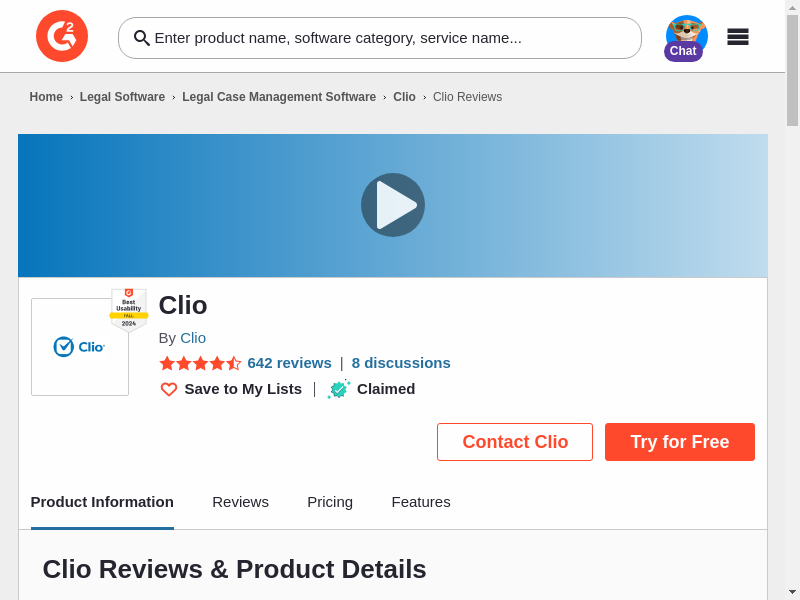 G2
Enter product name, software category, service name...
Chat
Home › Legal Software › Legal Case Management Software › Clio › Clio Reviews
Best
Usability
FALL
2024
Clio
Clio
By Clio
642 reviews | 8 discussions
Save to My Lists | Claimed
Contact Clio
Try for Free
Product Information Reviews Pricing Features
Clio Reviews & Product Details